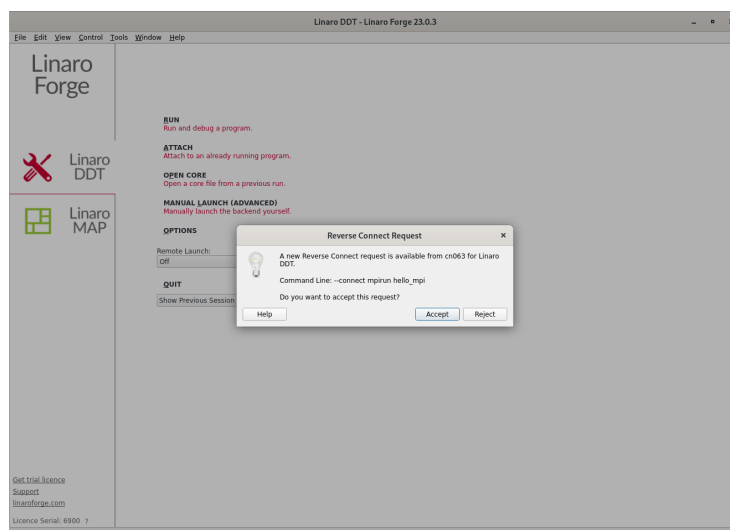 Linaro DDT - Linaro Forge 23.0.3
File Edit View Control Tools Window Help
Linaro
Forge
Linaro
DDT
Linaro
MAP
RUN
Run and debug a program.
ATTACH
Attach to an already running program.
OPEN CORE
Open a core file from a previous run.
MANUAL LAUNCH (ADVANCED)
Manually launch the backend yourself.
OPTIONS
Remote Launch:
Off
QUIT
Show Previous Session
Reverse Connect Request
A new Reverse Connect request is available from cn063 for Linaro
DDT.
Command Line: --connect mpirun hello_mpi
Do you want to accept this request?
Help Accept Reject
Get trial licence
Support
linaroforge.com
Licence Serial: 6900 ?